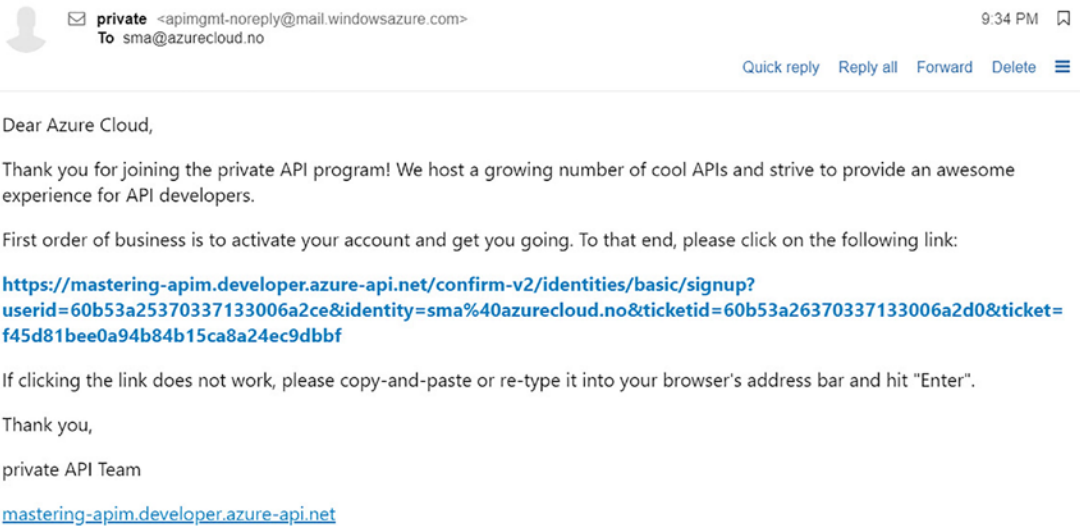 private <apimgmt-noreply@mail.windowsazure.com> 9:34 PM
To sma@azurecloud.no
Quick reply Reply all Forward Delete
Dear Azure Cloud,
Thank you for joining the private API program! We host a growing number of cool APIs and strive to provide an awesome
experience for API developers.
First order of business is to activate your account and get you going. To that end, please click on the following link:
https://mastering-apim.developer.azure-api.net/confirm-v2/identities/basic/signup?
userid=60b53a25370337133006a2ce&identity=sma%40azurecloud.no&ticketid=60b53a26370337133006a2d0&ticket=
f45d81bee0a94b84b15ca8a24ec9dbbf
If clicking the link does not work, please copy-and-paste or re-type it into your browser's address bar and hit "Enter".
Thank you,
private API Team
mastering-apim.developer.azure-api.net